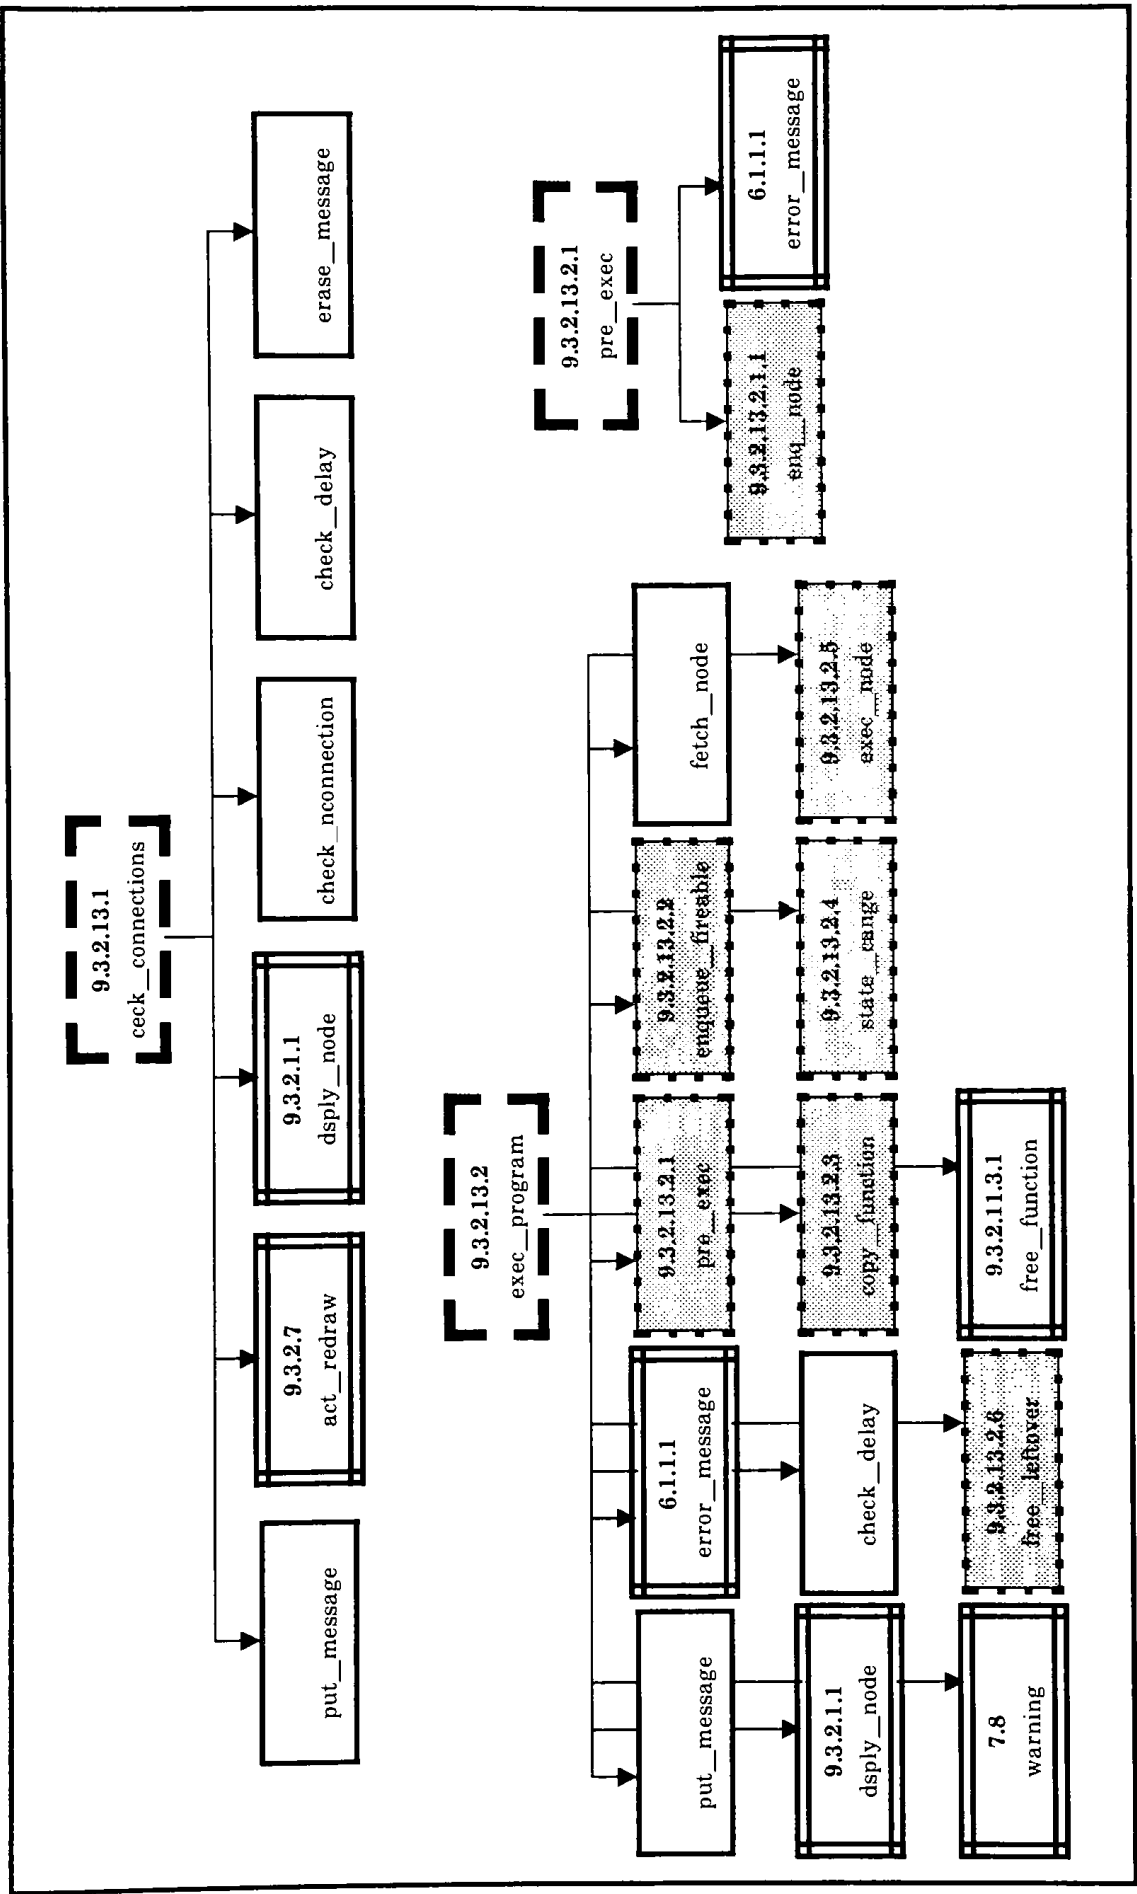 9.3.2.13.1
ceck__connections
put__message
9.3.2.7
act__redraw
9.3.2.1.1
dsply__node
check__nconnection
check__delay
erase__message
9.3.2.13.2
exec__program
put__message
6.1.1.1
error__message
9.3.2.13.2.1
pre__exec
9.3.2.13.2.2
enqueue__fireable
fetch__node
9.3.2.1.1
dsply__node
check__delay
9.3.2.13.2.3
copy__function
9.3.2.13.2.4
state__cange
9.3.2.13.2.5
exec__node
7.8
warning
9.3.2.13.2.6
free__leftover
9.3.2.11.3.1
free__function
9.3.2.13.2.1
pre__exec
9.3.2.13.2.1.1
enq__node
6.1.1.1
error__message